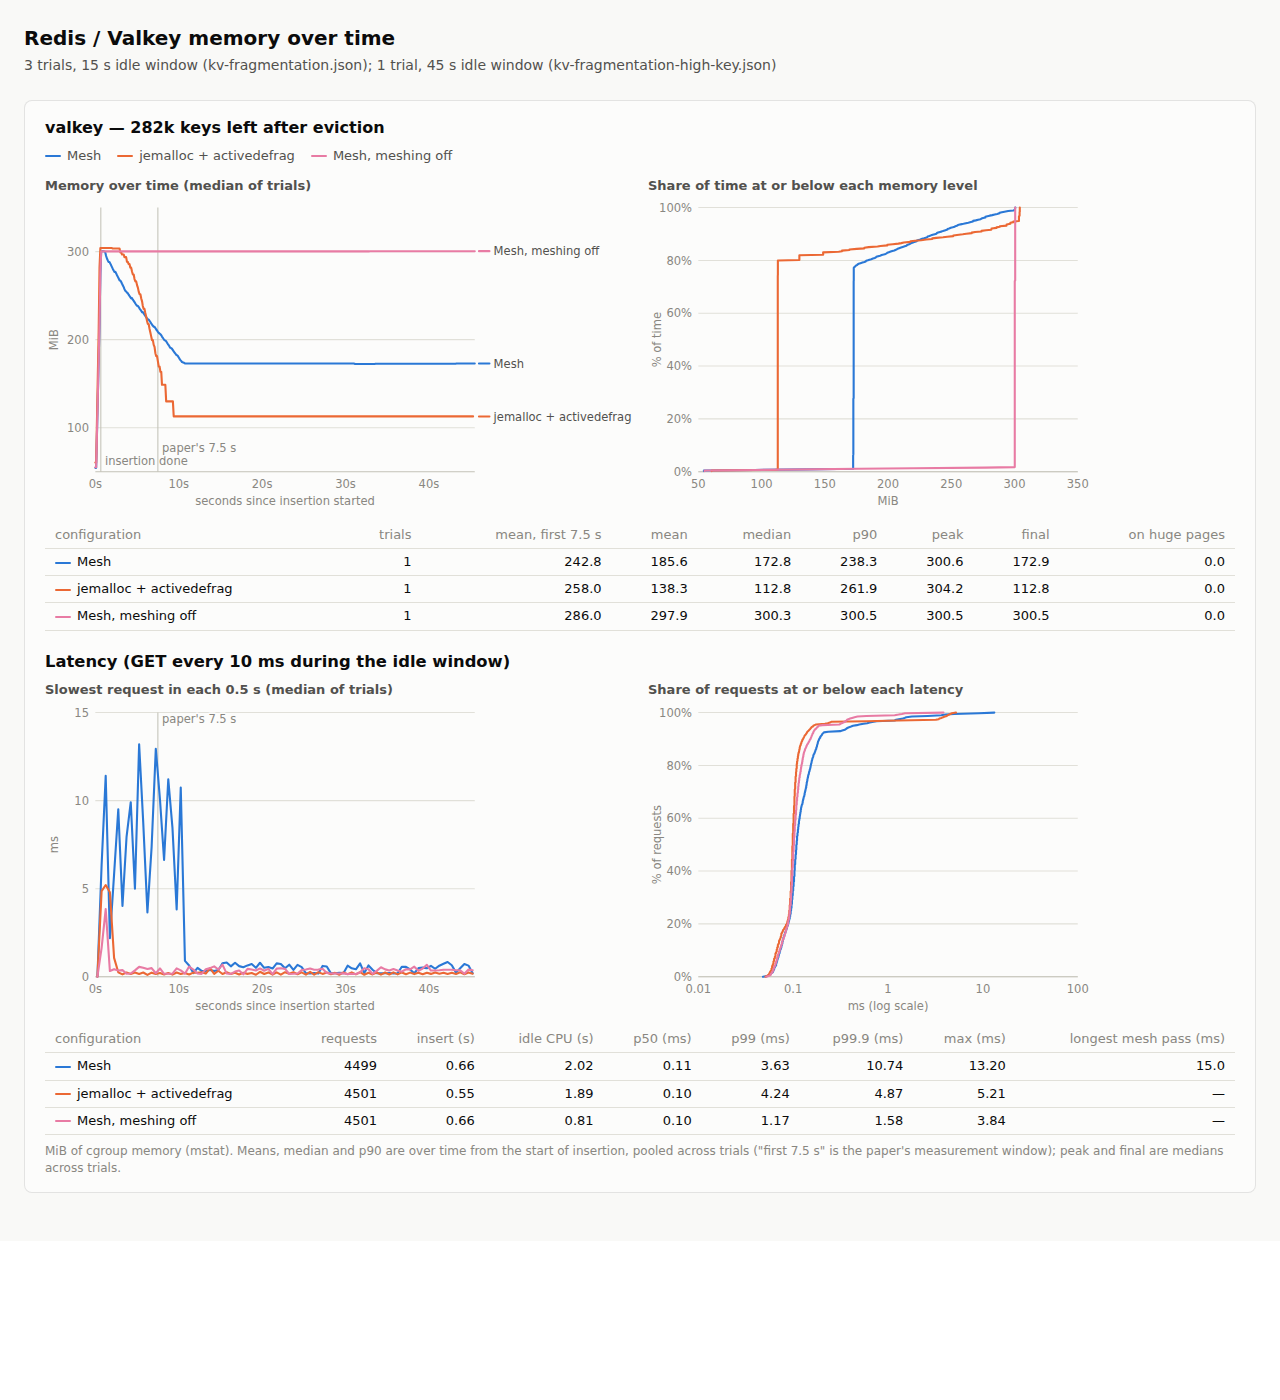 Redis / Valkey memory over time
3 trials, 15 s idle window (kv-fragmentation.json); 1 trial, 45 s idle window (kv-fragmentation-high-key.json)
valkey — 282k keys left after eviction
Mesh jemalloc + activedefrag Mesh, meshing off
Memory over time (median of trials)
300
200
100
MiB
Mesh, meshing off
Mesh
jemalloc + activedefrag
paper's 7.5 s
insertion done
0s 10s 20s 30s 40s
seconds since insertion started
Share of time at or below each memory level
100%
80%
60%
40%
20%
0%
% of time
50 100 150 200 250 300 350
MiB
configuration trials mean, first 7.5 s mean median p90 peak final on huge pages
Mesh 1 242.8 185.6 172.8 238.3 300.6 172.9 0.0
jemalloc + activedefrag 1 258.0 138.3 112.8 261.9 304.2 112.8 0.0
Mesh, meshing off 1 286.0 297.9 300.3 300.5 300.5 300.5 0.0
Latency (GET every 10 ms during the idle window)
Slowest request in each 0.5 s (median of trials)
15
10
5
0
ms
paper's 7.5 s
0s 10s 20s 30s 40s
seconds since insertion started
Share of requests at or below each latency
100%
80%
60%
40%
20%
0%
% of requests
0.01 0.1 1 10 100
ms (log scale)
configuration requests insert (s) idle CPU (s) p50 (ms) p99 (ms) p99.9 (ms) max (ms) longest mesh pass (ms)
Mesh 4499 0.66 2.02 0.11 3.63 10.74 13.20 15.0
jemalloc + activedefrag 4501 0.55 1.89 0.10 4.24 4.87 5.21 —
Mesh, meshing off 4501 0.66 0.81 0.10 1.17 1.58 3.84 —
MiB of cgroup memory (mstat). Means, median and p90 are over time from the start of insertion, pooled across trials ("first 7.5 s" is the paper's measurement window); peak and final are medians
across trials.